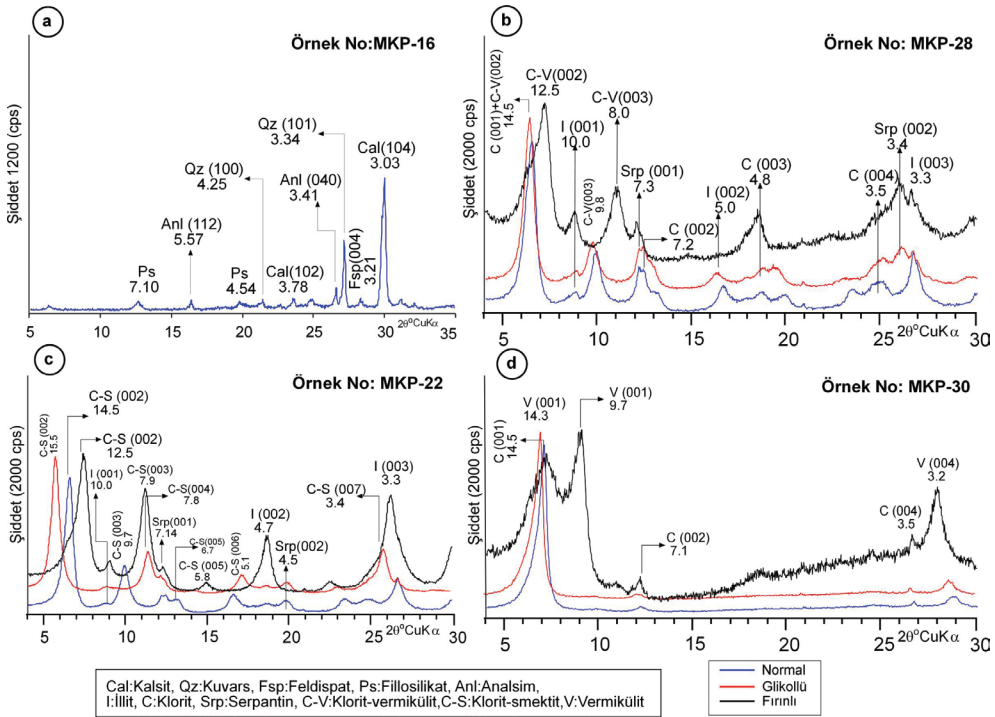 a
Örnek No:MKP-16
Şiddet 1200 (cps)
Ps
7.10
Anl (112)
5.57
Ps
4.54
Qz (100)
4.25
Cal(102)
3.78
Anl (040)
3.41
Qz (101)
3.34
Fsp(004)
3.21
Cal(104)
3.03
5 10 15 20 25 30 35
2θ°CuKα
b
Örnek No: MKP-28
Şiddet (2000 cps)
C (001)+C-V(002)
14.5
C-V(002)
12.5
I (001)
10.0
C-V(003)
9.8
C-V(003)
8.0
Srp (001)
7.3
C (002)
7.2
I (002)
5.0
C (003)
4.8
C (004)
3.5
Srp (002)
3.4
I (003)
3.3
5 10 15 20 25 30
2θ°CuKα
c
Örnek No: MKP-22
Şiddet (2000 cps)
C-S (002)
15.5
C-S (002)
14.5
C-S (002)
12.5
I (001)
10.0
C-S (003)
9.7
C-S(003)
7.9
C-S(004)
7.8
Srp(001)
7.14
C-S(005)
6.7
C-S (005)
5.8
C-S (006)
5.1
I (002)
4.7
Srp(002)
4.5
C-S (007)
3.4
I (003)
3.3
5 10 15 20 25 30
2θ°CuKα
d
Örnek No: MKP-30
Şiddet (2000 cps)
C (001)
14.5
V (001)
14.3
V (001)
9.7
C (002)
7.1
C (004)
3.5
V (004)
3.2
5 10 15 20 25 30
2θ°CuKα
Cal:Kalsit, Qz:Kuvars, Fsp:Feldispat, Ps:Fillosilikat, Anl:Analsim,
I:İllit, C:Klorit, Srp:Serpantin, C-V:Klorit-vermikülit,C-S:Klorit-smektit,V:Vermikülit
Normal
Glikollü
Fırınlı